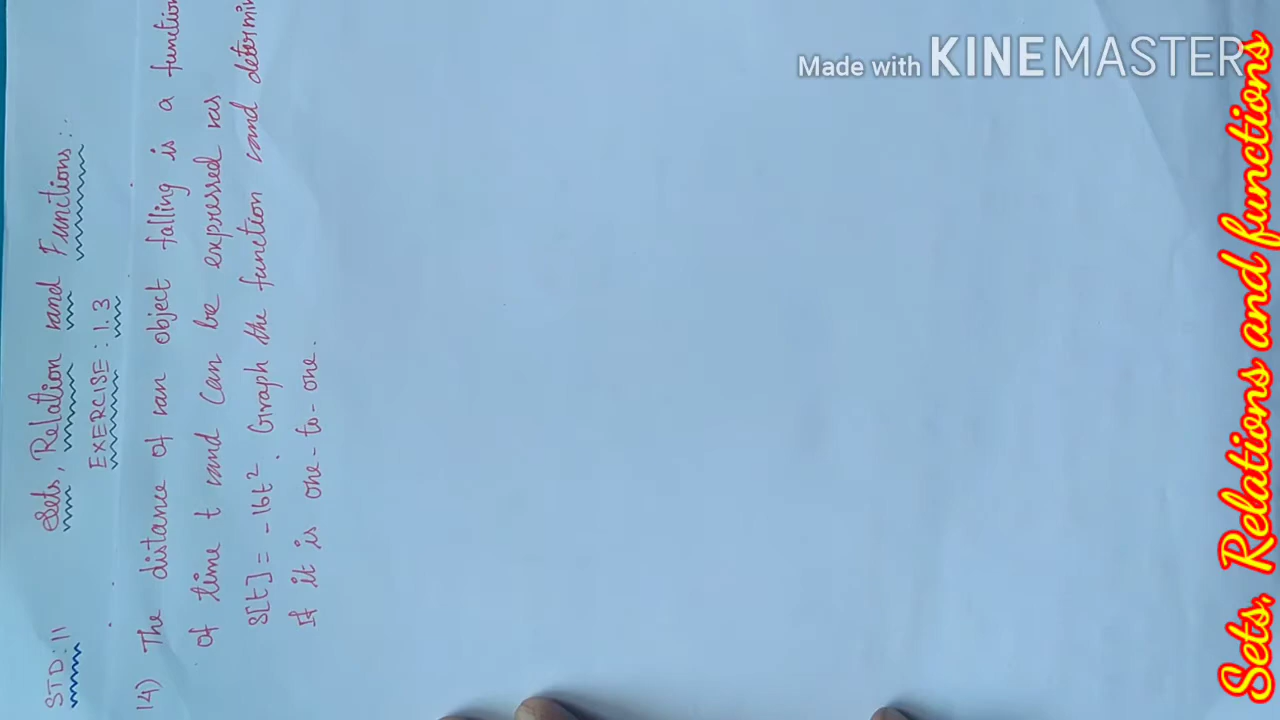 STD: 11 Sets, Relation and Functions:-
EXERCISE: 1.3
14) The distance of an object falling is a function
of time t and can be expressed as
S[t] = -16t². Graph the function and determin
If it is one-to-one.
Made with KINEMASTER
Sets, Relations and functions